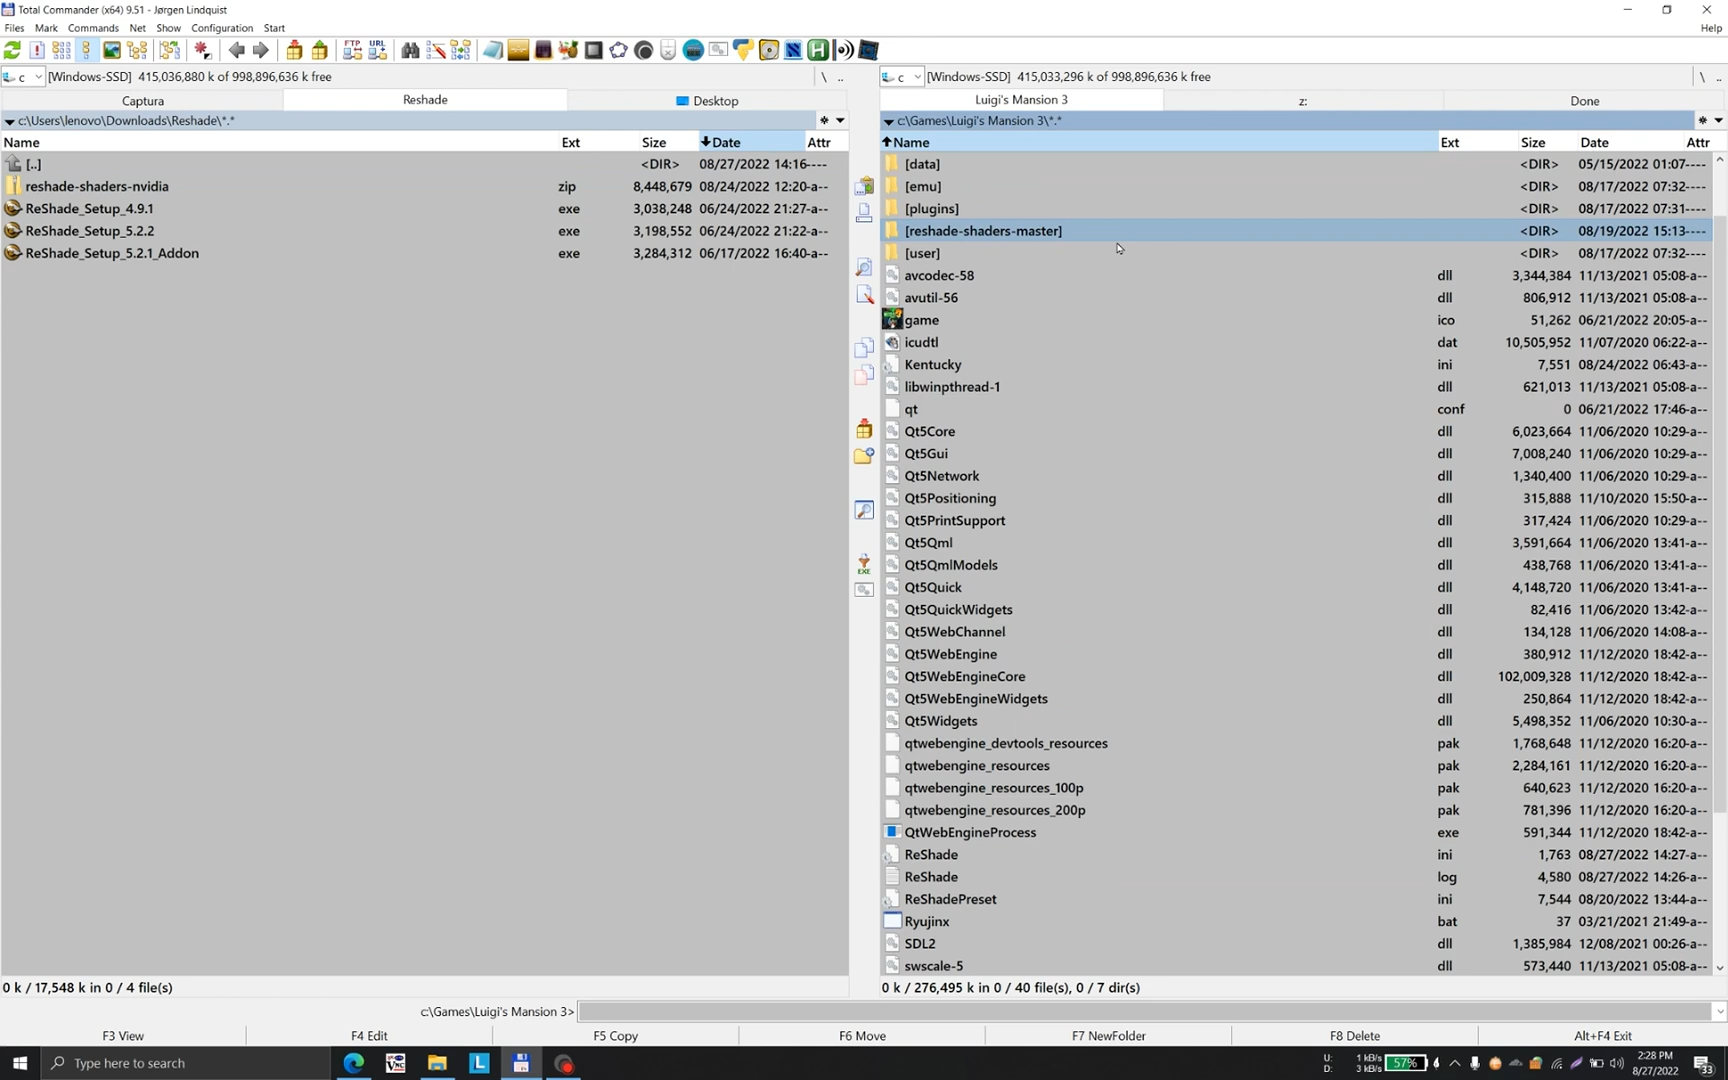 Total Commander (x64) 9.51 - Jørgen Lindquist
Files Mark Commands Net Show Configuration Start Help
c [Windows-SSD] 415,036,880 k of 998,896,636 k free \ ..
Captura Reshade Desktop
c:\Users\lenovo\Downloads\Reshade\*.*
Name Ext Size Date Attr
[..] <DIR> 08/27/2022 14:16----
reshade-shaders-nvidia zip 8,448,679 08/24/2022 12:20-a--
ReShade_Setup_4.9.1 exe 3,038,248 06/24/2022 21:27-a--
ReShade_Setup_5.2.2 exe 3,198,552 06/24/2022 21:22-a--
ReShade_Setup_5.2.1_Addon exe 3,284,312 06/17/2022 16:40-a--
0 k / 17,548 k in 0 / 4 file(s)
c [Windows-SSD] 415,033,296 k of 998,896,636 k free \ ..
Luigi's Mansion 3 z: Done
c:\Games\Luigi's Mansion 3\*.*
Name Ext Size Date Attr
[data] <DIR> 05/15/2022 01:07----
[emu] <DIR> 08/17/2022 07:32----
[plugins] <DIR> 08/17/2022 07:31----
[reshade-shaders-master] <DIR> 08/19/2022 15:13----
[user] <DIR> 08/17/2022 07:32----
avcodec-58 dll 3,344,384 11/13/2021 05:08-a--
avutil-56 dll 806,912 11/13/2021 05:08-a--
game ico 51,262 06/21/2022 20:05-a--
icudtl dat 10,505,952 11/07/2020 06:22-a--
Kentucky ini 7,551 08/24/2022 06:43-a--
libwinpthread-1 dll 621,013 11/13/2021 05:08-a--
qt conf 0 06/21/2022 17:46-a--
Qt5Core dll 6,023,664 11/06/2020 10:29-a--
Qt5Gui dll 7,008,240 11/06/2020 10:29-a--
Qt5Network dll 1,340,400 11/06/2020 10:29-a--
Qt5Positioning dll 315,888 11/10/2020 15:50-a--
Qt5PrintSupport dll 317,424 11/06/2020 10:29-a--
Qt5Qml dll 3,591,664 11/06/2020 13:41-a--
Qt5QmlModels dll 438,768 11/06/2020 13:41-a--
Qt5Quick dll 4,148,720 11/06/2020 13:41-a--
Qt5QuickWidgets dll 82,416 11/06/2020 13:42-a--
Qt5WebChannel dll 134,128 11/06/2020 14:08-a--
Qt5WebEngine dll 380,912 11/12/2020 18:42-a--
Qt5WebEngineCore dll 102,009,328 11/12/2020 18:42-a--
Qt5WebEngineWidgets dll 250,864 11/12/2020 18:42-a--
Qt5Widgets dll 5,498,352 11/06/2020 10:30-a--
qtwebengine_devtools_resources pak 1,768,648 11/12/2020 16:20-a--
qtwebengine_resources pak 2,284,161 11/12/2020 16:20-a--
qtwebengine_resources_100p pak 640,623 11/12/2020 16:20-a--
qtwebengine_resources_200p pak 781,396 11/12/2020 16:20-a--
QtWebEngineProcess exe 591,344 11/12/2020 18:42-a--
ReShade ini 1,763 08/27/2022 14:27-a--
ReShade log 4,580 08/27/2022 14:26-a--
ReShadePreset ini 7,544 08/20/2022 13:44-a--
Ryujinx bat 37 03/21/2021 21:49-a--
SDL2 dll 1,385,984 12/08/2021 00:26-a--
swscale-5 dll 573,440 11/13/2021 05:08-a--
0 k / 276,495 k in 0 / 40 file(s), 0 / 7 dir(s)
c:\Games\Luigi's Mansion 3>
F3 View F4 Edit F5 Copy F6 Move F7 NewFolder F8 Delete Alt+F4 Exit
Type here to search
U: 1 kB/s
D: 3 kB/s
57%
2:28 PM
8/27/2022
33
FTP
URL
EXE